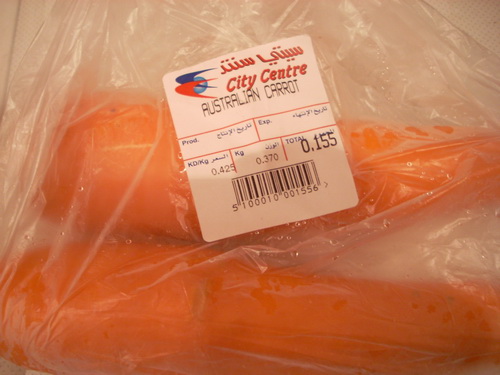 سيتي سنتر
City Centre
AUSTRALIAN CARROT
Prod. تاريخ الإنتاج Exp. تاريخ الإنتهاء
KD/Kg السعر Kg الوزن TOTAL
0.425 0.370 0.155
5 100010 001556 >